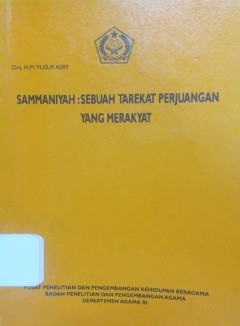 Drs. H.M. YUSUF ASRY
SAMMANIYAH : SEBUAH TAREKAT PERJUANGAN
YANG MERAKYAT
PUSAT PENELITIAN DAN PENGEMBANGAN KEHIDUPAN BERAGAMA
BADAN PENELITIAN DAN PENGEMBANGAN AGAMA
DEPARTEMEN AGAMA RI